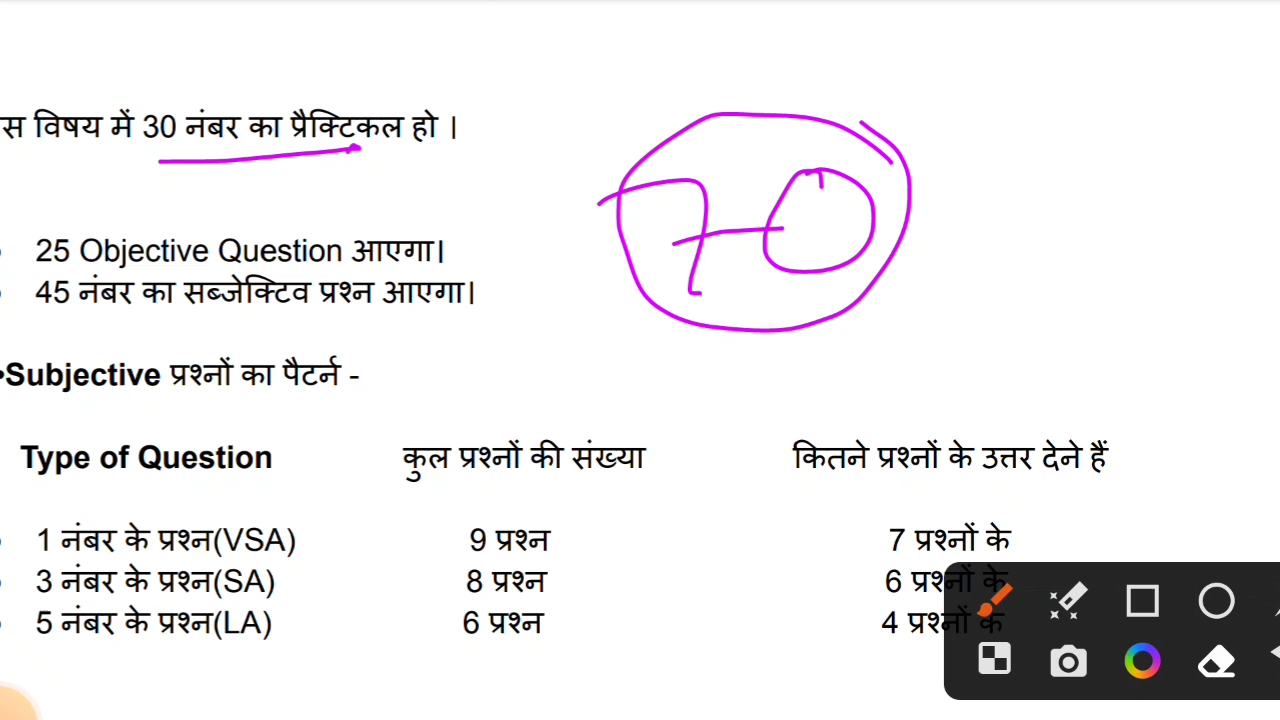 स विषय में 30 नंबर का प्रैक्टिकल हो ।
70
25 Objective Question आएगा।
45 नंबर का सब्जेक्टिव प्रश्न आएगा।
•Subjective प्रश्नों का पैटर्न -
Type of Question कुल प्रश्नों की संख्या कितने प्रश्नों के उत्तर देने हैं
1 नंबर के प्रश्न(VSA) 9 प्रश्न 7 प्रश्नों के
3 नंबर के प्रश्न(SA) 8 प्रश्न 6 प्रश्नों के
5 नंबर के प्रश्न(LA) 6 प्रश्न 4 प्रश्नों के